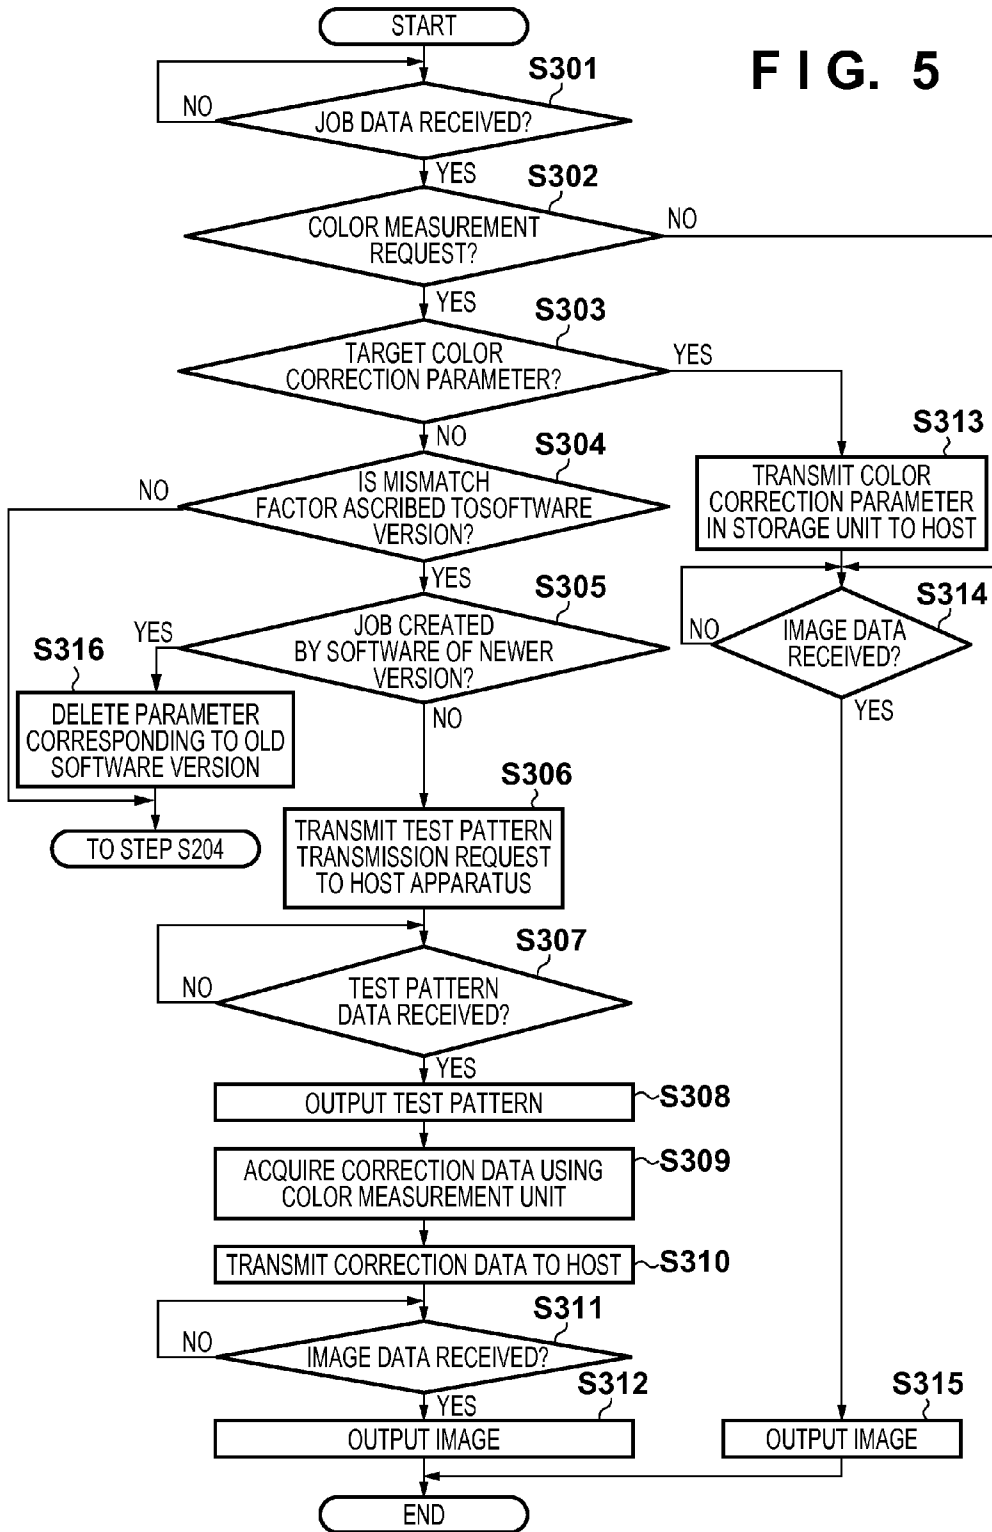 START
F I G. 5
S301
NO
JOB DATA RECEIVED?
YES
S302
COLOR MEASUREMENT
REQUEST?
NO
YES
S303
TARGET COLOR
CORRECTION PARAMETER?
YES
NO
S304
IS MISMATCH
FACTOR ASCRIBED TOSOFTWARE
VERSION?
NO
YES
S313
TRANSMIT COLOR
CORRECTION PARAMETER
IN STORAGE UNIT TO HOST
S305
JOB CREATED
BY SOFTWARE OF NEWER
VERSION?
YES
NO
S314
IMAGE DATA
RECEIVED?
NO
YES
S316
DELETE PARAMETER
CORRESPONDING TO OLD
SOFTWARE VERSION
TO STEP S204
S306
TRANSMIT TEST PATTERN
TRANSMISSION REQUEST
TO HOST APPARATUS
S307
NO
TEST PATTERN
DATA RECEIVED?
YES
OUTPUT TEST PATTERN
S308
ACQUIRE CORRECTION DATA USING
COLOR MEASUREMENT UNIT
S309
TRANSMIT CORRECTION DATA TO HOST
S310
S311
NO
IMAGE DATA RECEIVED?
YES
S312
OUTPUT IMAGE
S315
OUTPUT IMAGE
END